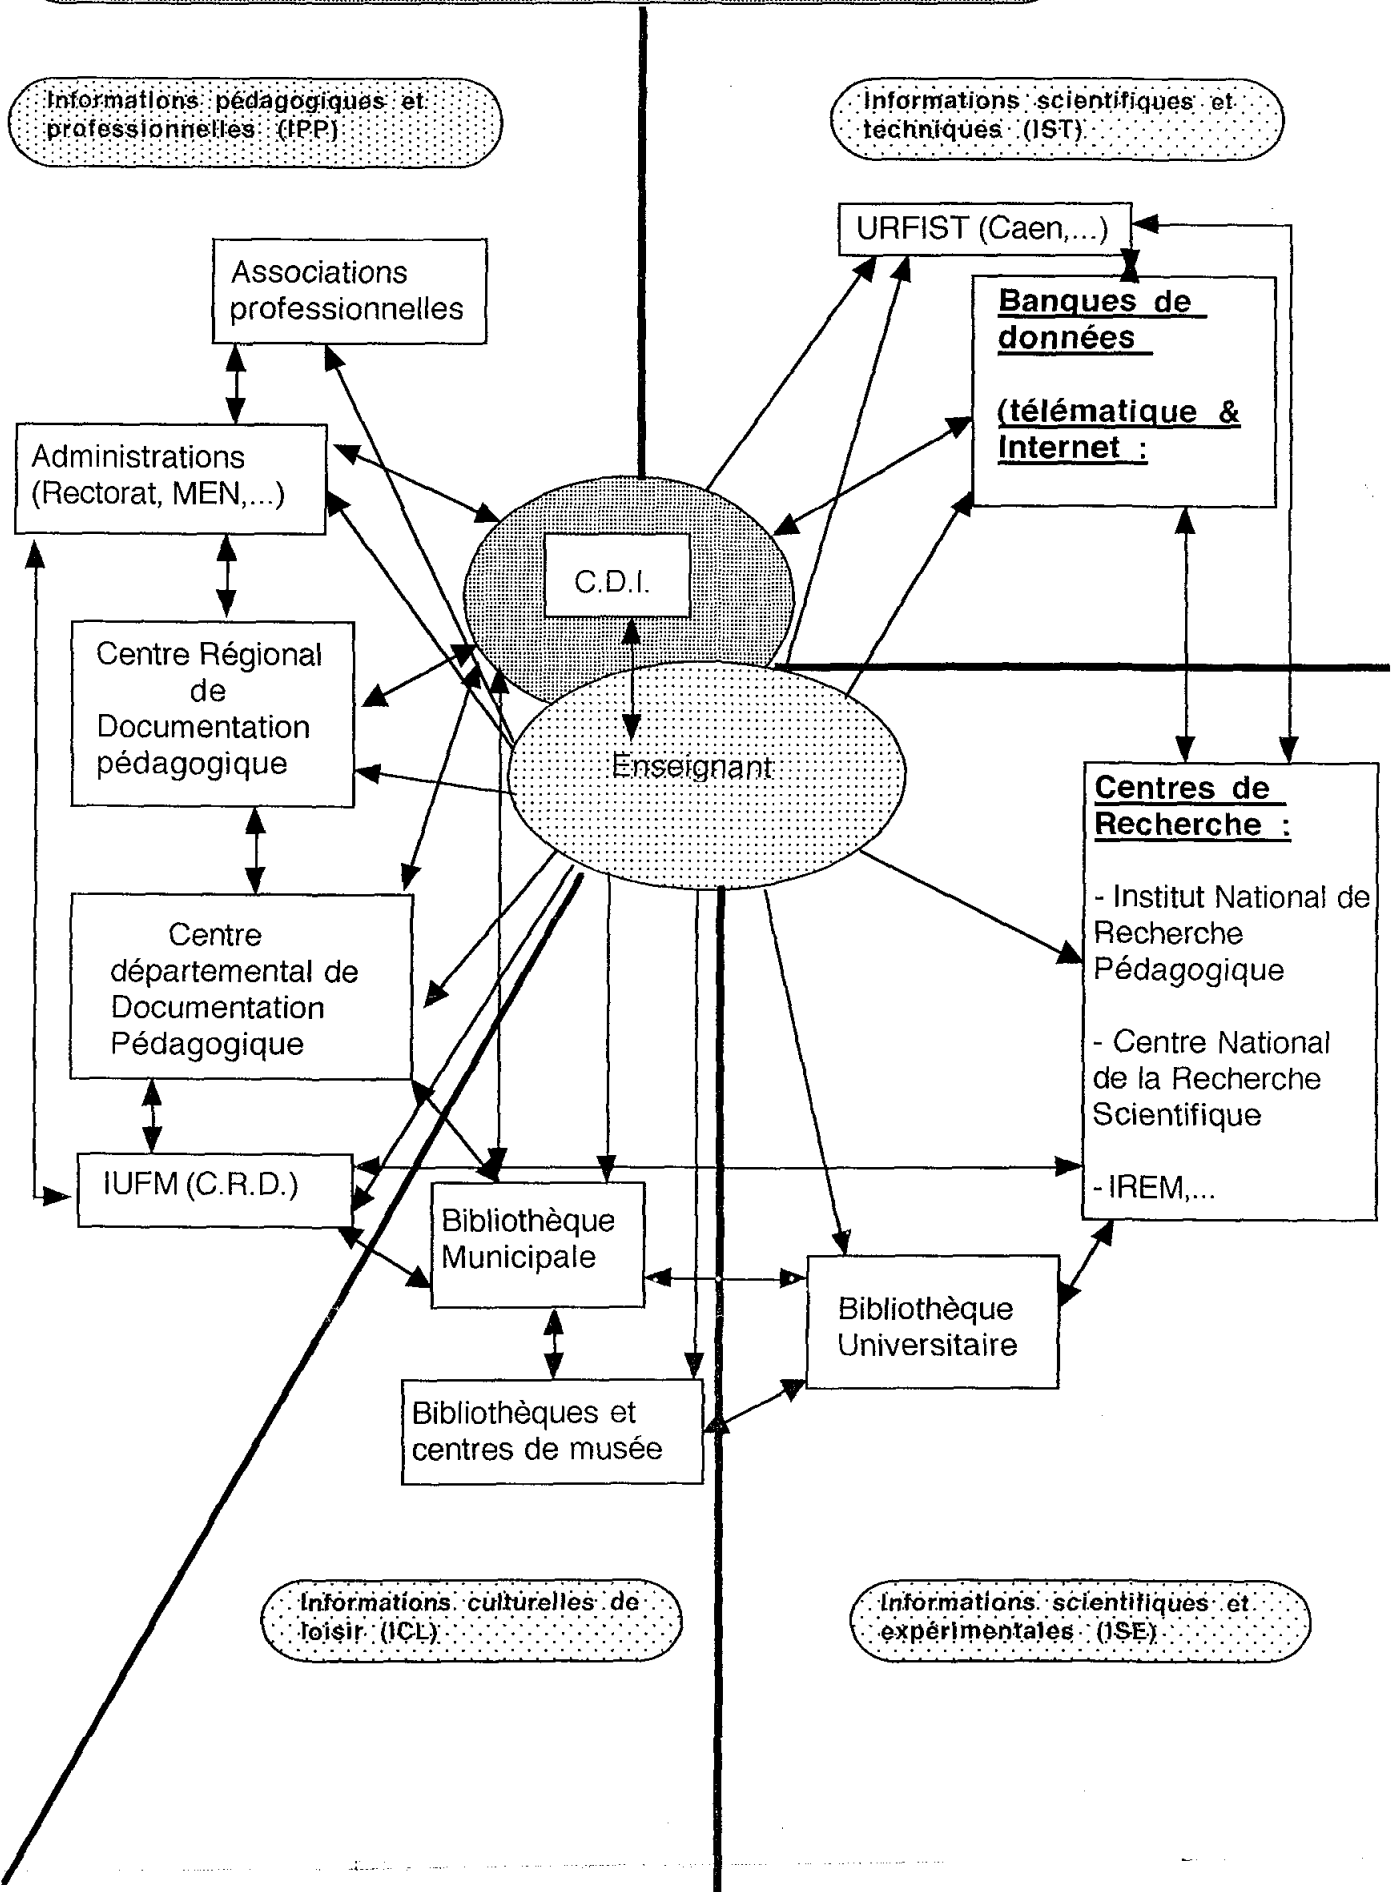 Informations pédagogiques et
professionnelles (IPP)
Informations scientifiques et
techniques (IST)
URFIST (Caen,...)
Associations
professionnelles
Banques de
données
(télématique &
Internet :
Administrations
(Rectorat, MEN,...)
C.D.I.
Centre Régional
de
Documentation
pédagogique
Enseignant
Centres de
Recherche :
- Institut National de
Recherche
Pédagogique
- Centre National
de la Recherche
Scientifique
- IREM,...
Centre
départemental de
Documentation
Pédagogique
IUFM (C.R.D.)
Bibliothèque
Municipale
Bibliothèque
Universitaire
Bibliothèques et
centres de musée
Informations culturelles de
loisir (ICL)
Informations scientifiques et
expérimentales (ISE)